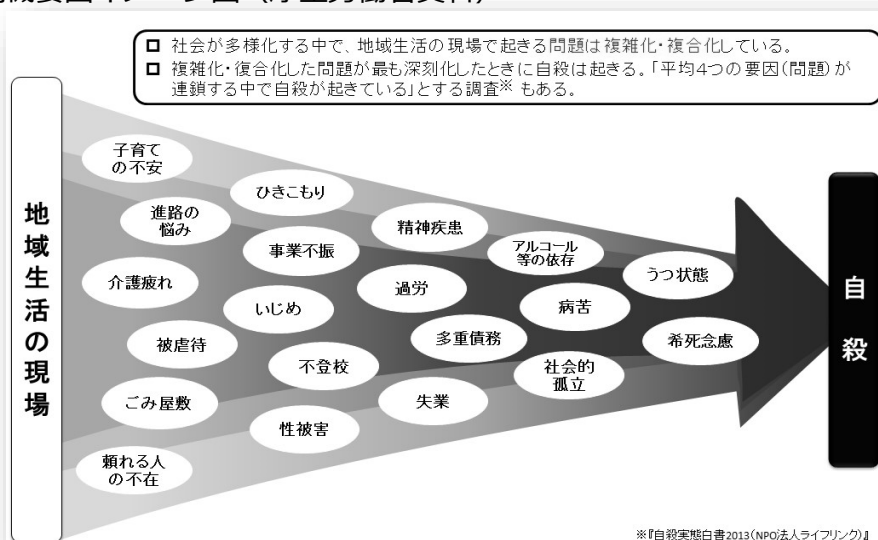 □ 社会が多様化する中で、地域生活の現場で起きる問題は複雑化・複合化している。
□ 複雑化・復合化した問題が最も深刻化したときに自殺は起きる。「平均4つの要因(問題)が
連鎖する中で自殺が起きている」とする調査※ もある。
地域生活の現場
子育て
の不安
ひきこもり
進路の
悩み
精神疾患
事業不振
アルコール
等の依存
うつ状態
介護疲れ
過労
いじめ
病苦
被虐待
多重債務
希死念慮
不登校
社会的
孤立
ごみ屋敷
失業
性被害
頼れる人
の不在
自殺
※『自殺実態白書2013(NPO法人ライフリンク)』